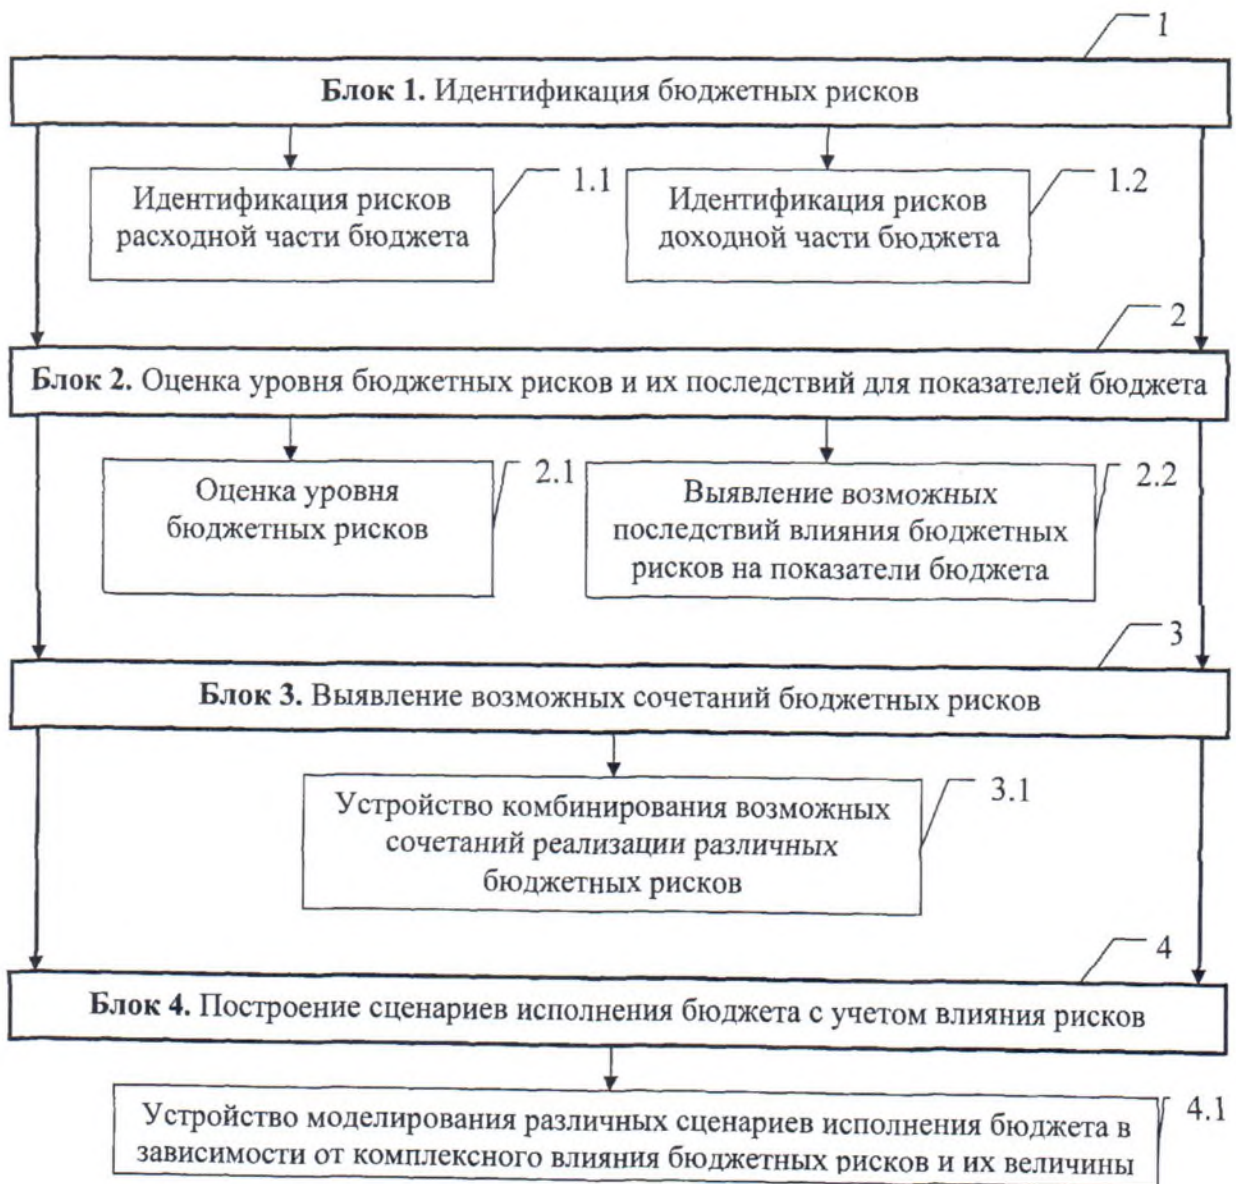 1
Блок 1. Идентификация бюджетных рисков
1.1
1.2
Идентификация рисков
расходной части бюджета
Идентификация рисков
доходной части бюджета
2
Блок 2. Оценка уровня бюджетных рисков и их последствий для показателей бюджета
2.1
2.2
Оценка уровня
бюджетных рисков
Выявление возможных
последствий влияния бюджетных
рисков на показатели бюджета
3
Блок 3. Выявление возможных сочетаний бюджетных рисков
3.1
Устройство комбинирования возможных
сочетаний реализации различных
бюджетных рисков
4
Блок 4. Построение сценариев исполнения бюджета с учетом влияния рисков
4.1
Устройство моделирования различных сценариев исполнения бюджета в
зависимости от комплексного влияния бюджетных рисков и их величины